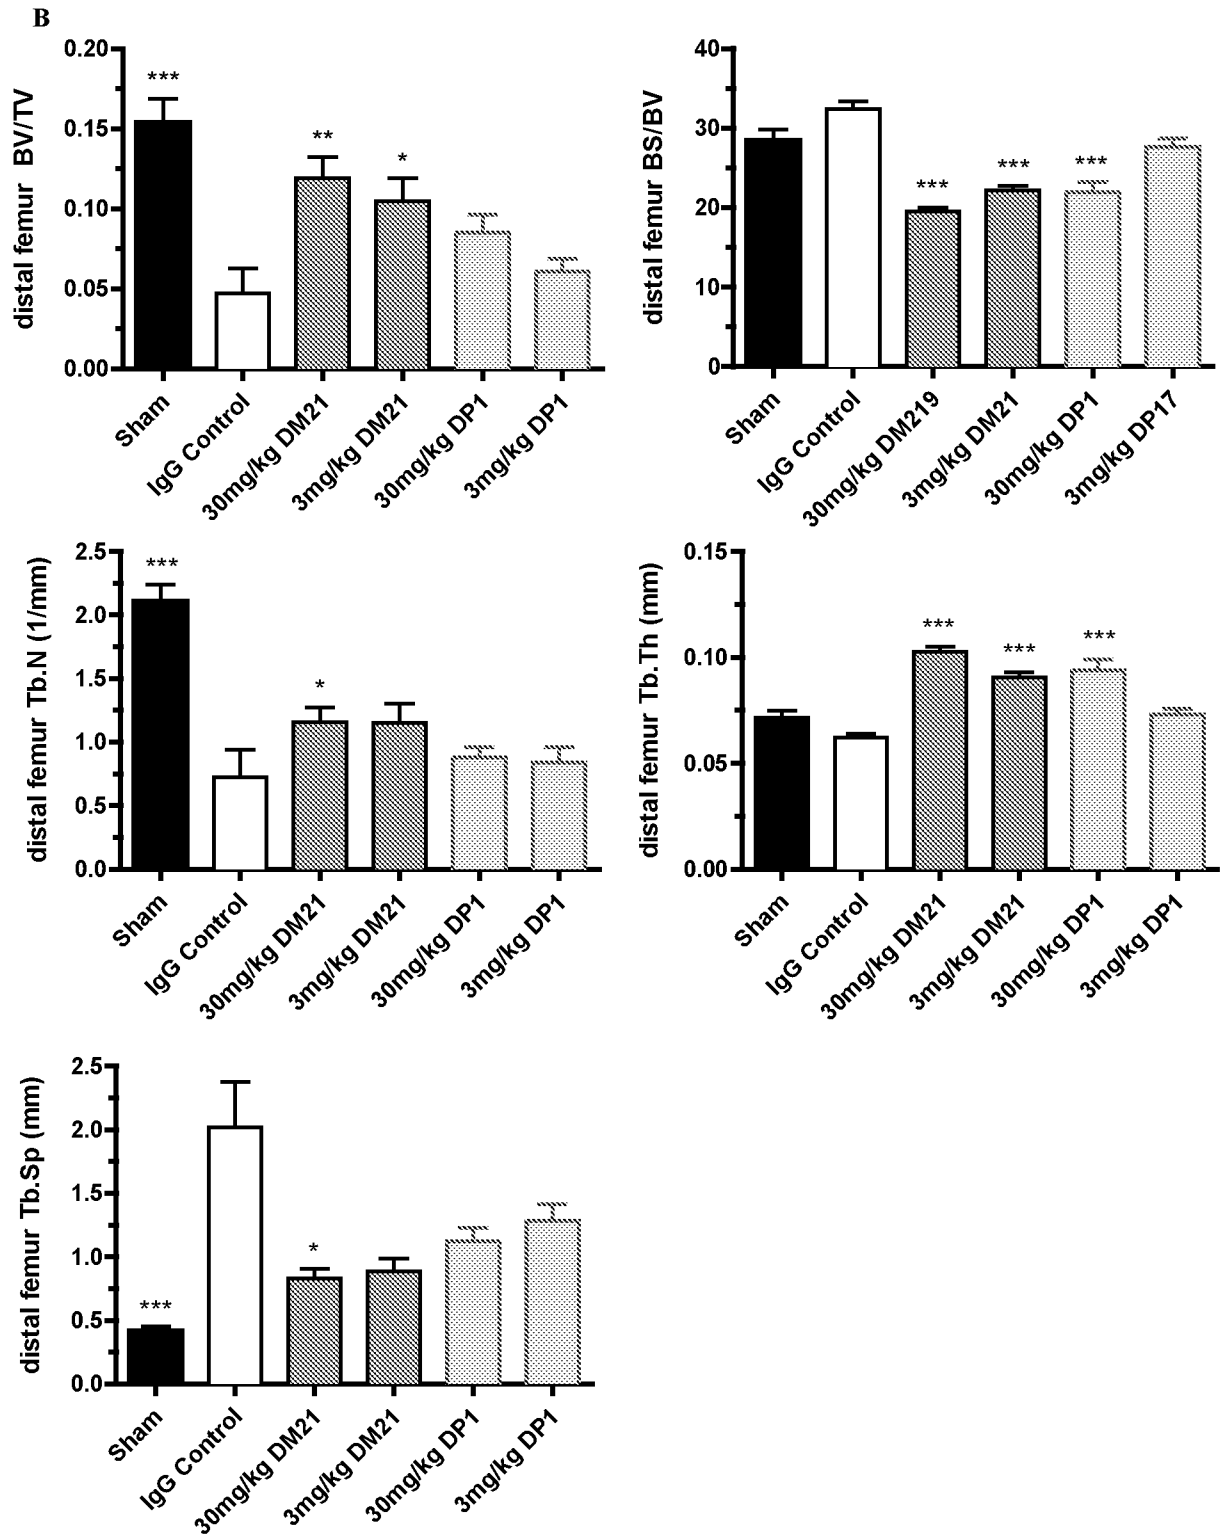 B
distal femur BV/TV
0.20
0.15
0.10
0.05
0.00
***
**
*
Sham
IgG Control
30mg/kg DM21
3mg/kg DM21
30mg/kg DP1
3mg/kg DP1
distal femur BS/BV
40
30
20
10
0
***
***
***
Sham
IgG Control
30mg/kg DM219
3mg/kg DM21
30mg/kg DP1
3mg/kg DP17
distal femur Tb.N (1/mm)
2.5
2.0
1.5
1.0
0.5
0.0
***
*
Sham
IgG Control
30mg/kg DM21
3mg/kg DM21
30mg/kg DP1
3mg/kg DP1
distal femur Tb.Th (mm)
0.15
0.10
0.05
0.00
***
***
***
Sham
IgG Control
30mg/kg DM21
3mg/kg DM21
30mg/kg DP1
3mg/kg DP1
distal femur Tb.Sp (mm)
2.5
2.0
1.5
1.0
0.5
0.0
***
*
Sham
IgG Control
30mg/kg DM21
3mg/kg DM21
30mg/kg DP1
3mg/kg DP1